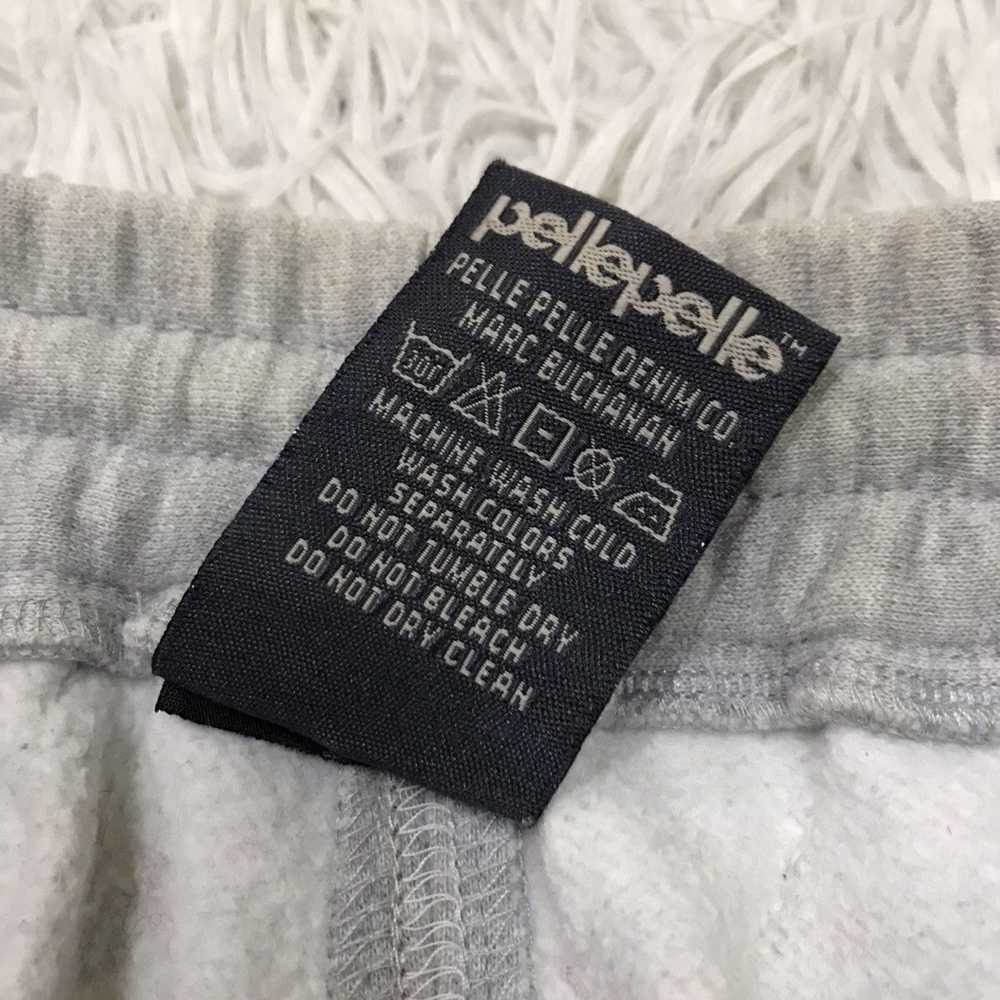 pellepelle™
PELLE PELLE DENIM CO.
MARC BUCHANAN
30°
MACHINE WASH COLD
WASH COLORS
SEPARATELY
DO NOT TUMBLE DRY
DO NOT BLEACH
DO NOT DRY CLEAN